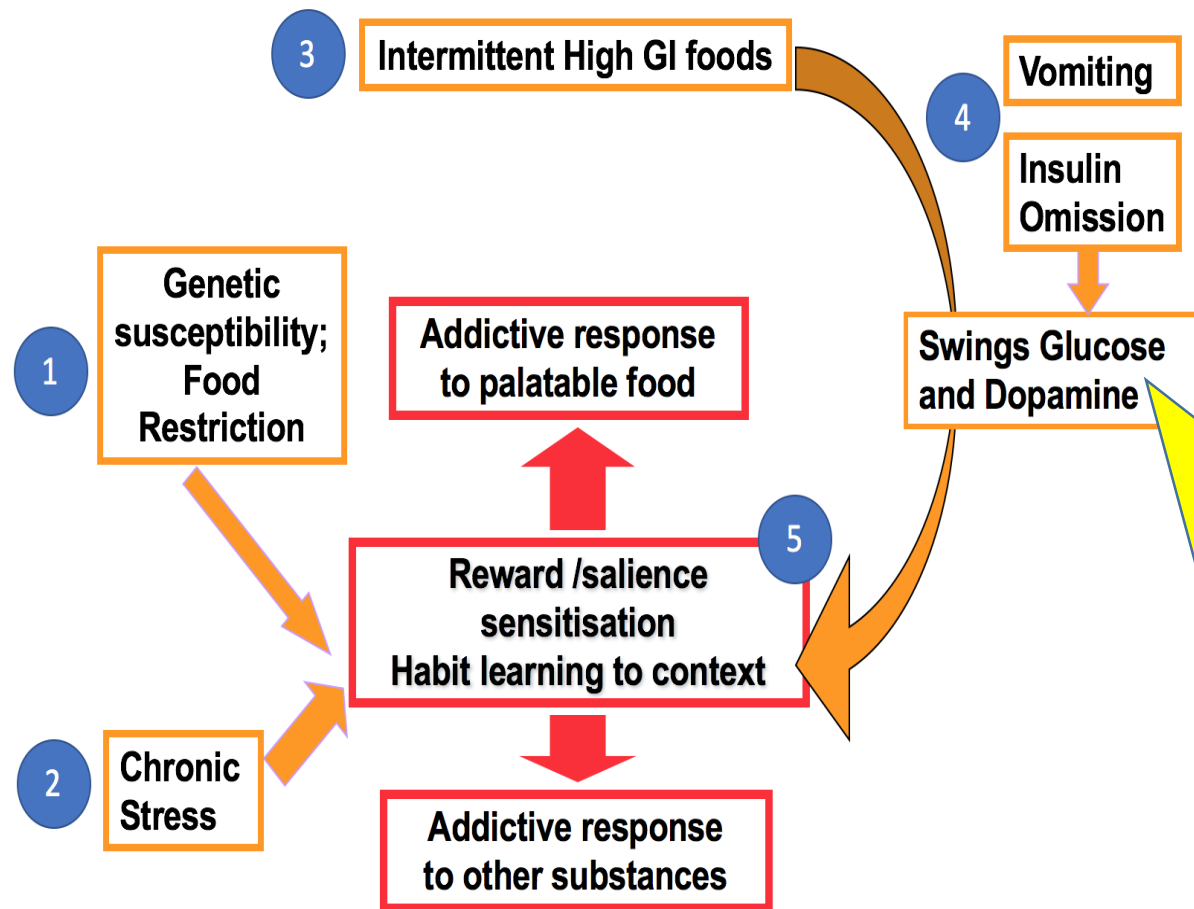 3
Intermittent High GI foods
Vomiting
4
Insulin
Omission
Genetic
susceptibility;
Food
Restriction
1
Addictive response
to palatable food
Swings Glucose
and Dopamine
5
Reward /salience
sensitisation
Habit learning to context
2
Chronic
Stress
Addictive response
to other substances